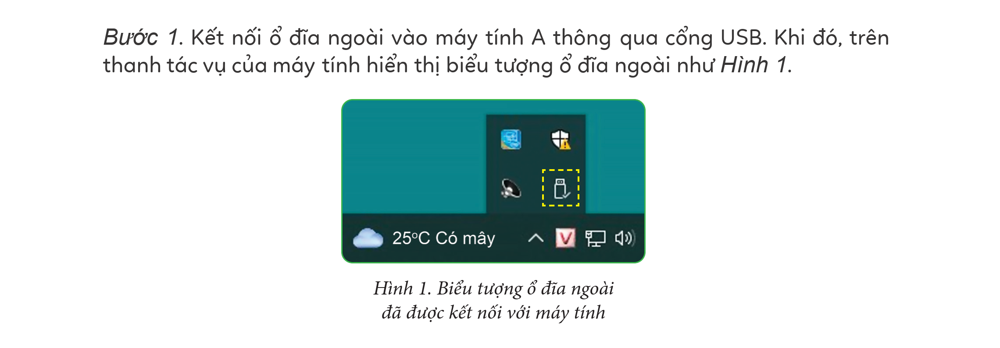 Bước 1. Kết nối ổ đĩa ngoài vào máy tính A thông qua cổng USB. Khi đó, trên
thanh tác vụ của máy tính hiển thị biểu tượng ổ đĩa ngoài như Hình 1.
25°C Có mây
V
Hình 1. Biểu tượng ổ đĩa ngoài
đã được kết nối với máy tính